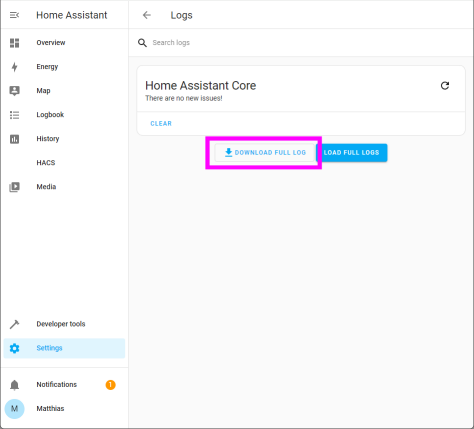 Home Assistant
Logs
Overview
Energy
Map
Logbook
History
HACS
Media
Developer tools
Settings
Notifications
1
M
Matthias
Search logs
Home Assistant Core
There are no new issues!
CLEAR
DOWNLOAD FULL LOG
LOAD FULL LOGS